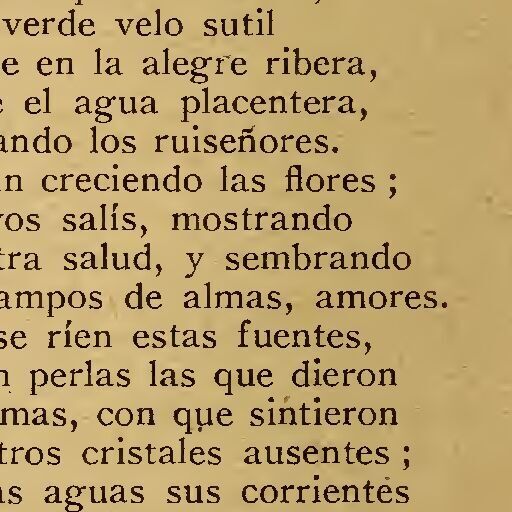 verde velo sutil
e en la alegre ribera,
e el agua placentera,
ando los ruiseñores.
n creciendo las flores ;
vos salís, mostrando
tra salud, y sembrando
ampos de almas, amores.
se ríen estas fuentes,
n perlas las que dieron
mas, con que sintieron
tros cristales ausentes ;
as aguas sus corrientes